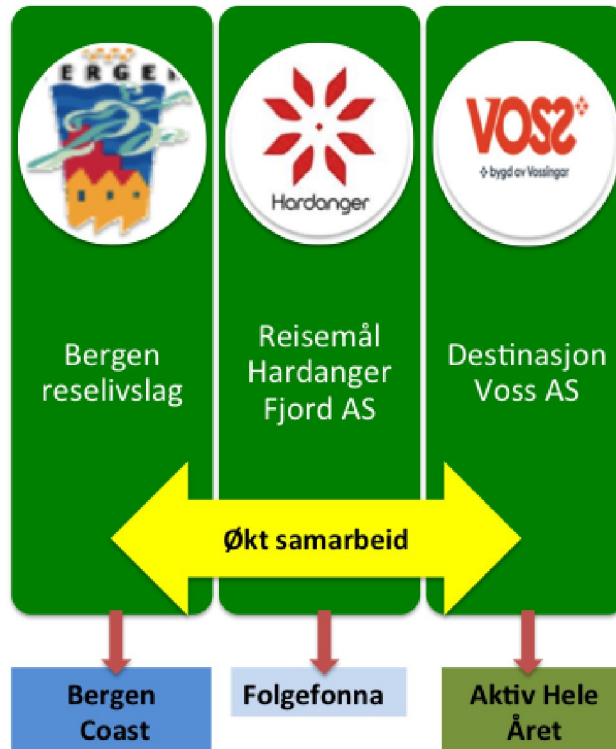 BERGEN
Hardanger
VOSS
bygd av Vossingar
Bergen
reselivslag
Reisemål
Hardanger
Fjord AS
Destinasjon
Voss AS
Økt samarbeid
Bergen
Coast
Folgefonna
Aktiv Hele
Året